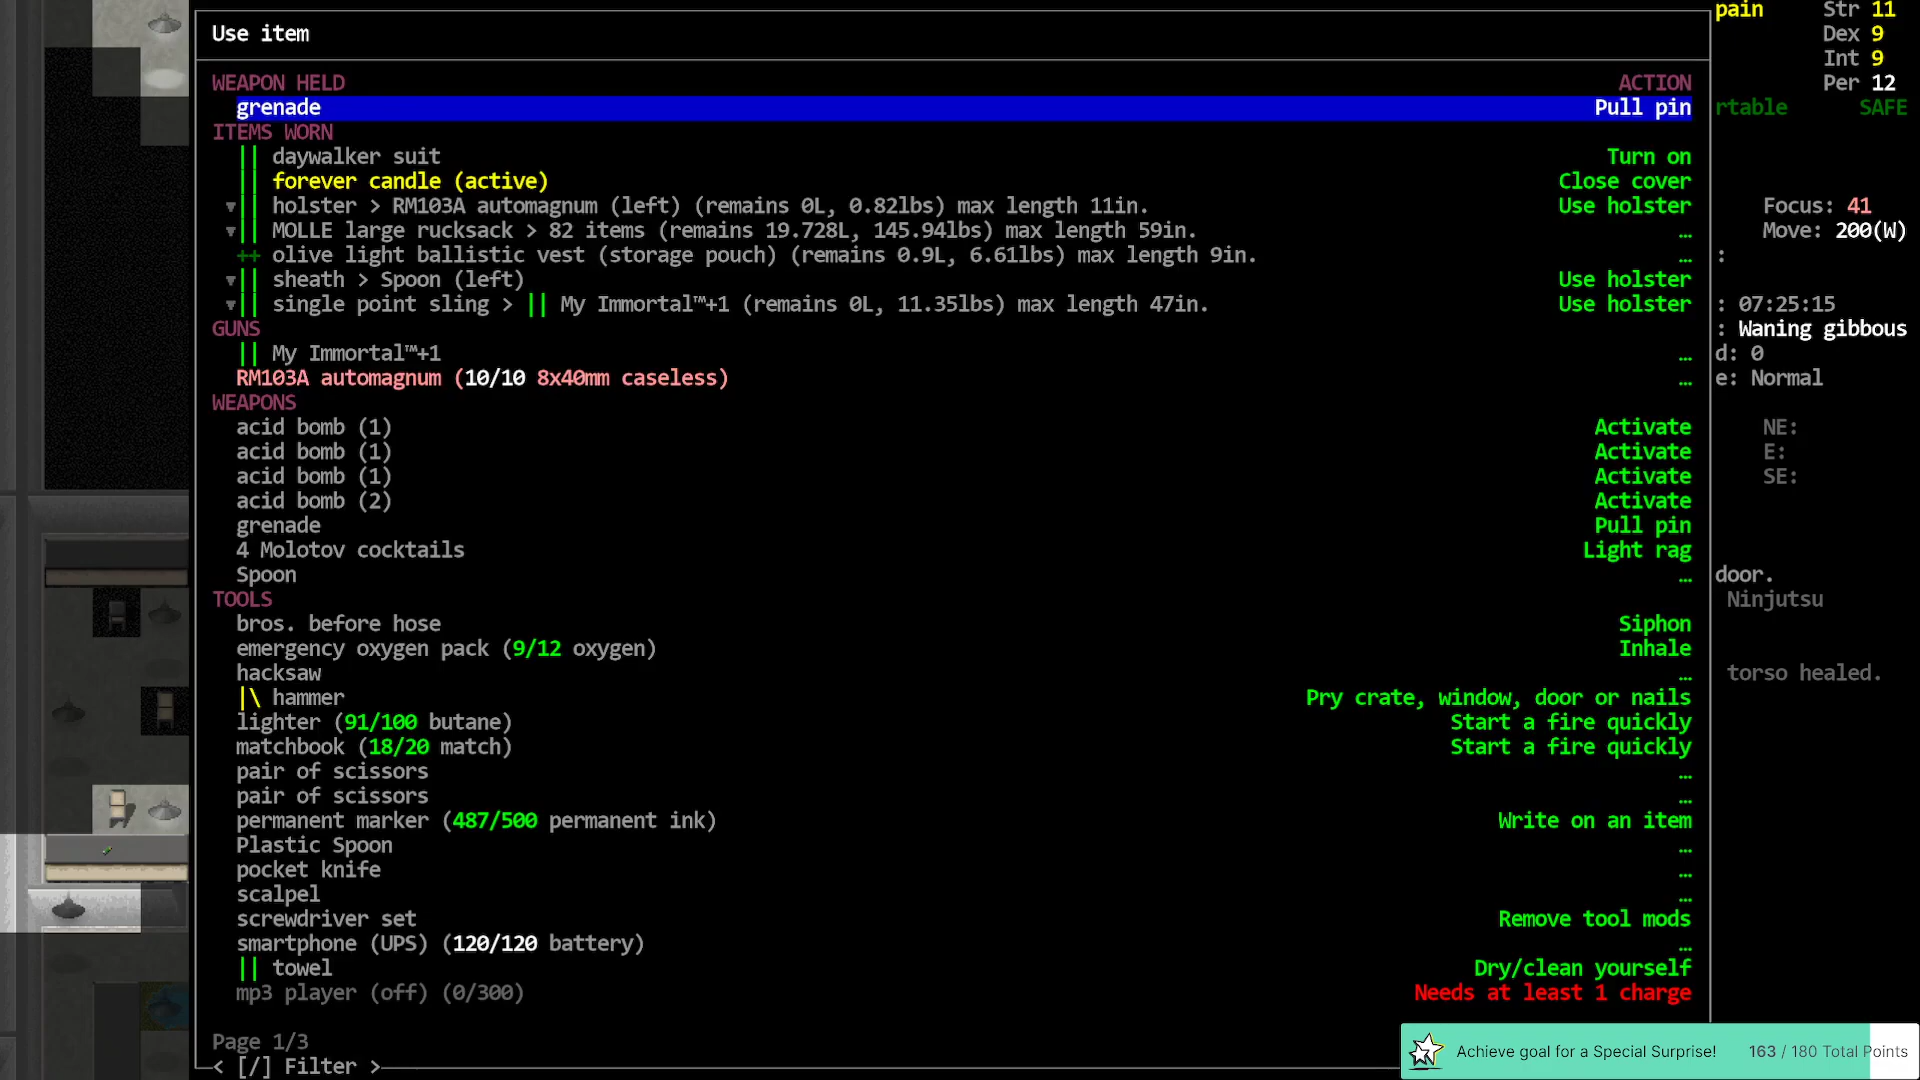 Use item
WEAPON HELD ACTION
grenade Pull pin
ITEMS WORN
|| daywalker suit Turn on
|| forever candle (active) Close cover
▼|| holster > RM103A automagnum (left) (remains 0L, 0.82lbs) max length 11in. Use holster
▼|| MOLLE large rucksack > 82 items (remains 19.728L, 145.94lbs) max length 59in. …
++ olive light ballistic vest (storage pouch) (remains 0.9L, 6.61lbs) max length 9in. …
▼|| sheath > Spoon (left) Use holster
▼|| single point sling > || My Immortal™+1 (remains 0L, 11.35lbs) max length 47in. Use holster
GUNS
|| My Immortal™+1 …
RM103A automagnum (10/10 8x40mm caseless) …
WEAPONS
acid bomb (1) Activate
acid bomb (1) Activate
acid bomb (1) Activate
acid bomb (2) Activate
grenade Pull pin
4 Molotov cocktails Light rag
Spoon …
TOOLS
bros. before hose Siphon
emergency oxygen pack (9/12 oxygen) Inhale
hacksaw …
|\ hammer Pry crate, window, door or nails
lighter (91/100 butane) Start a fire quickly
matchbook (18/20 match) Start a fire quickly
pair of scissors …
pair of scissors …
permanent marker (487/500 permanent ink) Write on an item
Plastic Spoon …
pocket knife …
scalpel …
screwdriver set Remove tool mods
smartphone (UPS) (120/120 battery) …
|| towel Dry/clean yourself
mp3 player (off) (0/300) Needs at least 1 charge
Page 1/3
< [/] Filter >
pain Str 11
Dex 9
Int 9
Per 12
rtable SAFE
Focus: 41
Move: 200(W)
:
: 07:25:15
: Waning gibbous
d: 0
e: Normal
NE:
E:
SE:
door.
Ninjutsu
torso healed.
Achieve goal for a Special Surprise! 163 / 180 Total Points